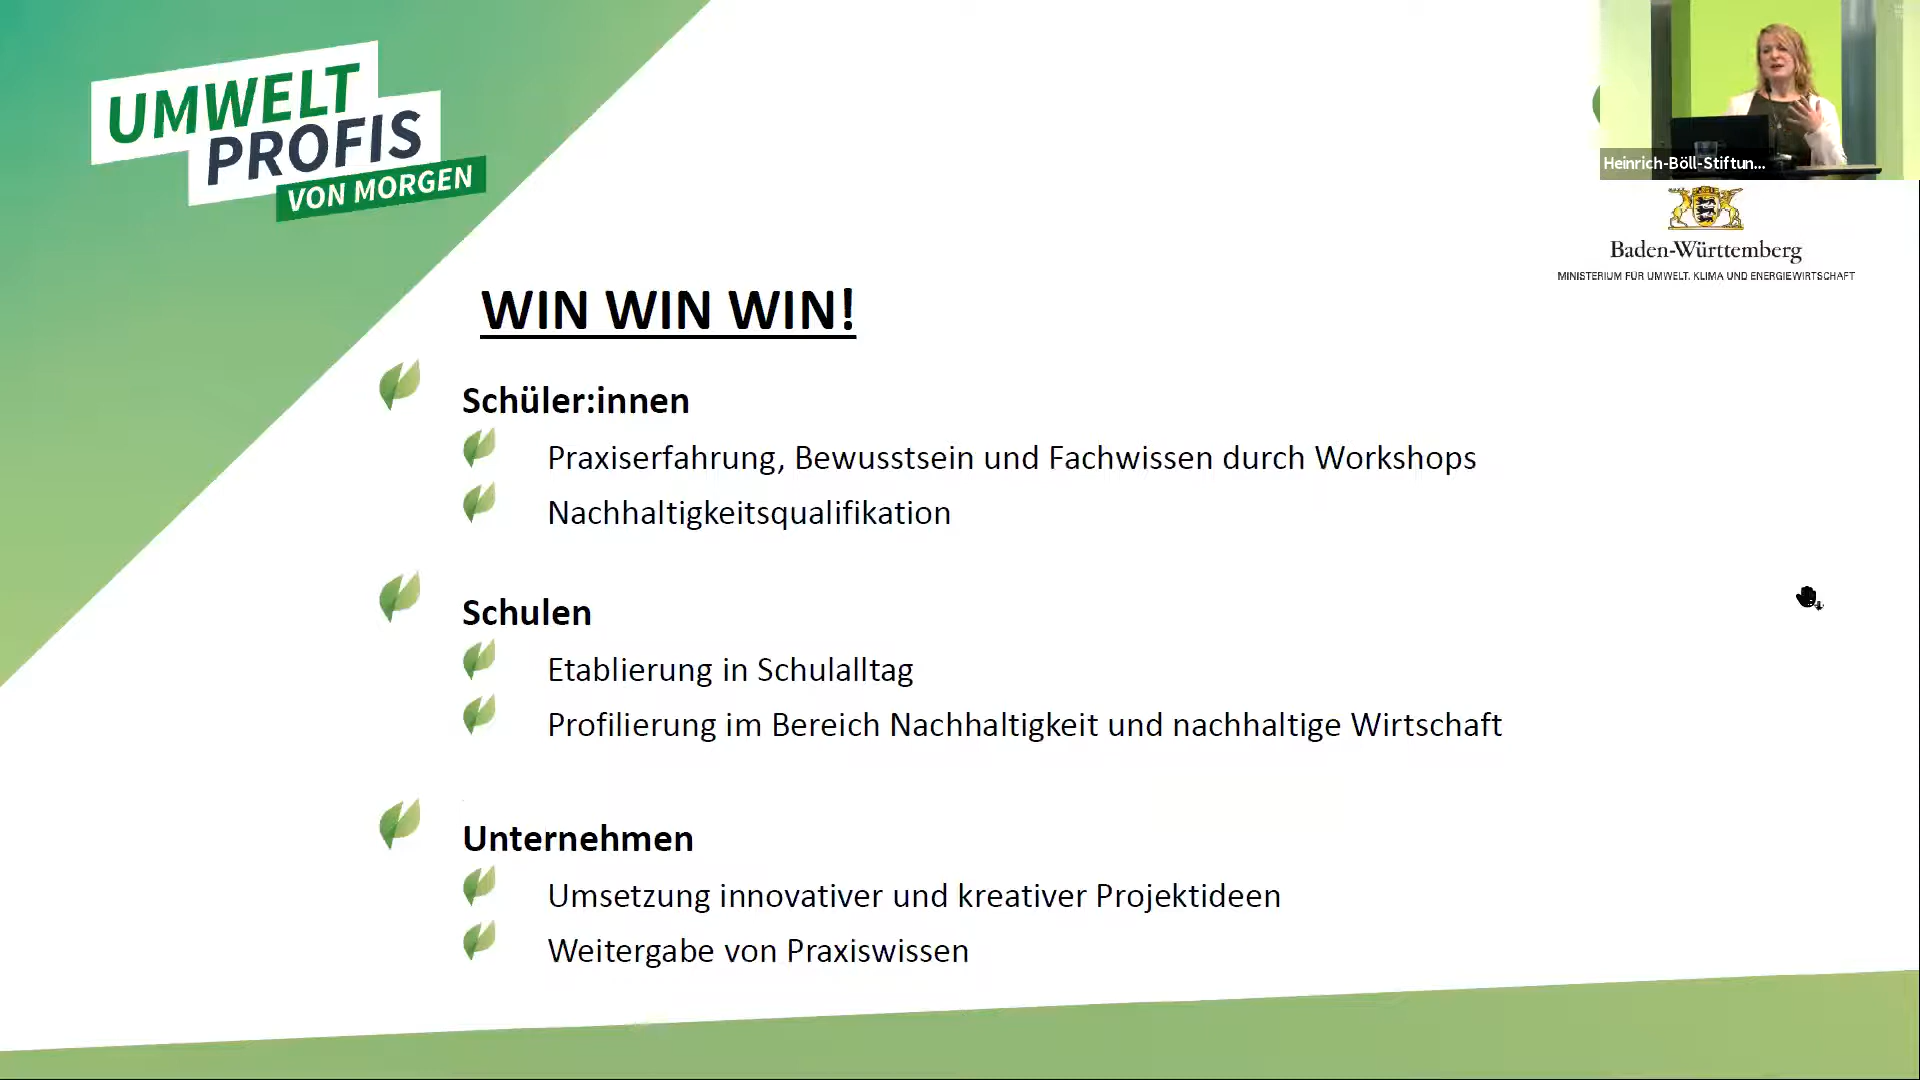 UMWELT
PROFIS
VON MORGEN
Heinrich-Böll-Stiftun...
Baden-Württemberg
MINISTERIUM FÜR UMWELT, KLIMA UND ENERGIEWIRTSCHAFT
WIN WIN WIN!
Schüler:innen
Praxiserfahrung, Bewusstsein und Fachwissen durch Workshops
Nachhaltigkeitsqualifikation
Schulen
Etablierung in Schulalltag
Profilierung im Bereich Nachhaltigkeit und nachhaltige Wirtschaft
Unternehmen
Umsetzung innovativer und kreativer Projektideen
Weitergabe von Praxiswissen